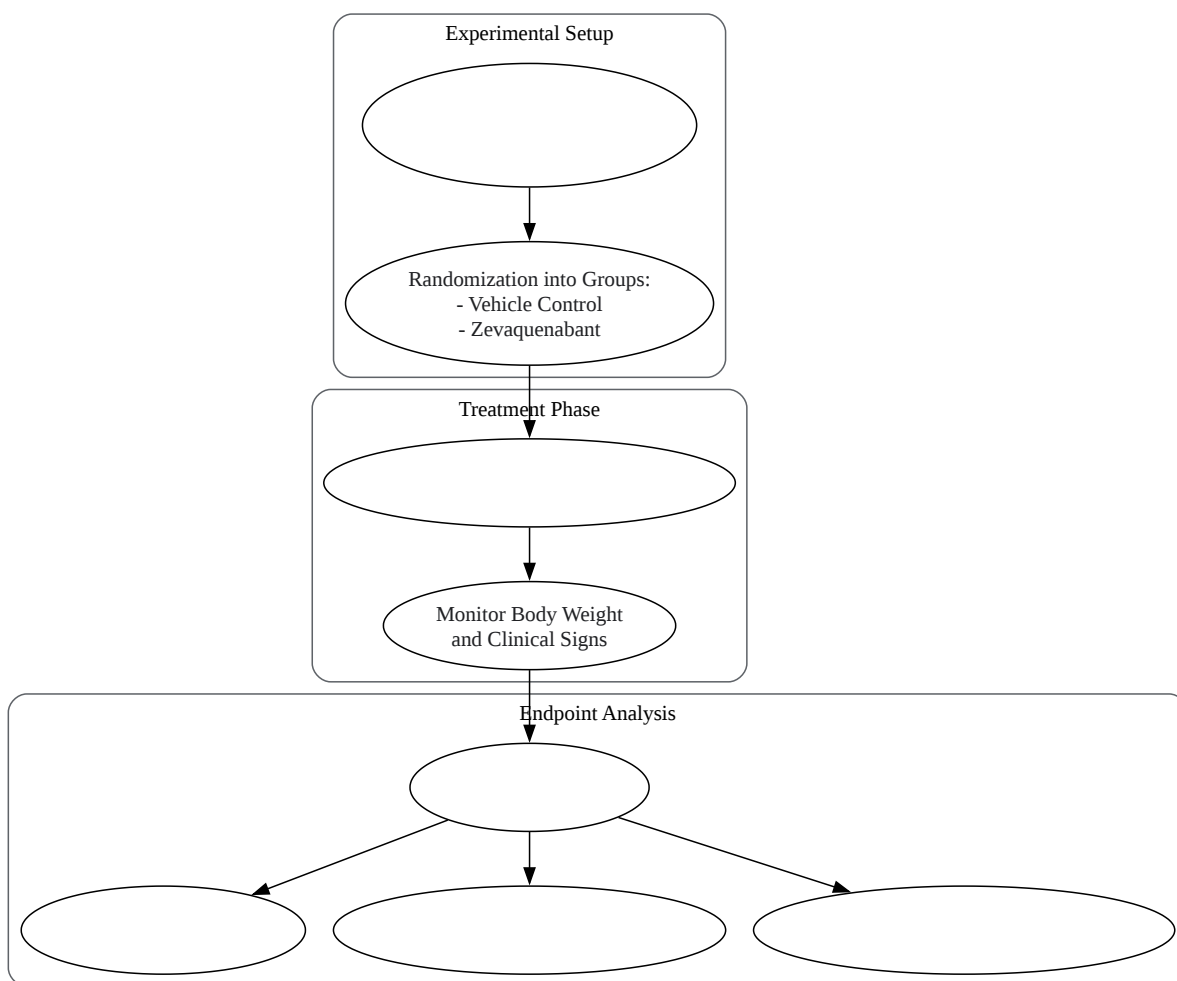 Experimental Setup
Randomization into Groups:
- Vehicle Control
- Zevaquenabant
Treatment Phase
Monitor Body Weight
and Clinical Signs
Endpoint Analysis